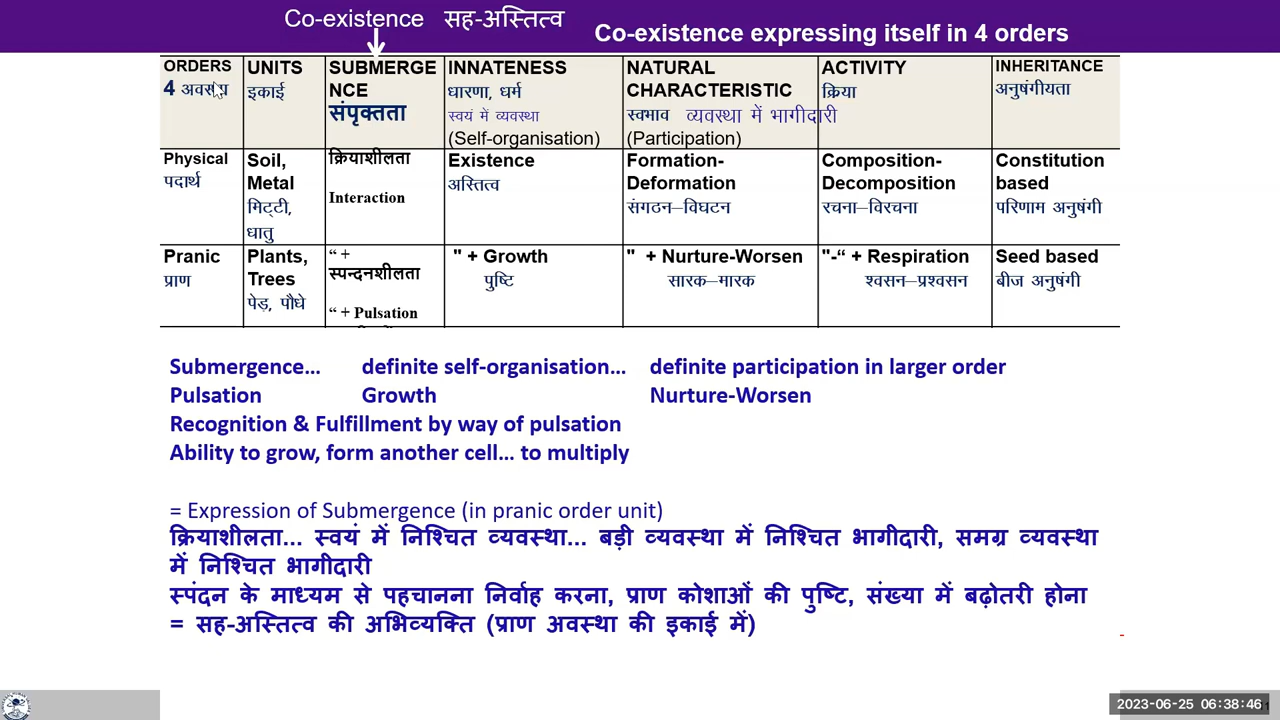 Co-existence सह-अस्तित्व
Co-existence expressing itself in 4 orders
ORDERS UNITS SUBMERGE INNATENESS NATURAL ACTIVITY INHERITANCE
4 इकाई NCE धारणा, धर्म CHARACTERISTIC क्रिया अनुषंगीयता
संपृक्तता स्वयं में व्यवस्था स्वभाव व्यवस्था में भागीदारी
(Self-organisation) (Participation)
Physical Soil, क्रियाशीलता Existence Formation- Composition- Constitution
पदार्थ Metal अस्तित्व Deformation Decomposition based
मिट्टी, Interaction संगठन–विघटन रचना–विरचना परिणाम अनुषंगी
धातु
Pranic Plants, “ + " + Growth " + Nurture-Worsen "-“ + Respiration Seed based
प्राण Trees स्पन्दनशीलता पुष्टि सारक–मारक श्वसन–प्रश्वसन बीज अनुषंगी
पेड़, पौधे “ + Pulsation
Submergence… definite self-organisation… definite participation in larger order
Pulsation Growth Nurture-Worsen
Recognition & Fulfillment by way of pulsation
Ability to grow, form another cell… to multiply
= Expression of Submergence (in pranic order unit)
क्रियाशीलता... स्वयं में निश्चित व्यवस्था... बड़ी व्यवस्था में निश्चित भागीदारी, समग्र व्यवस्था
में निश्चित भागीदारी
स्पंदन के माध्यम से पहचानना निर्वाह करना, प्राण कोशाओं की पुष्टि, संख्या में बढ़ोतरी होना
= सह-अस्तित्व की अभिव्यक्ति (प्राण अवस्था की इकाई में)
2023-06-25 06:38:46